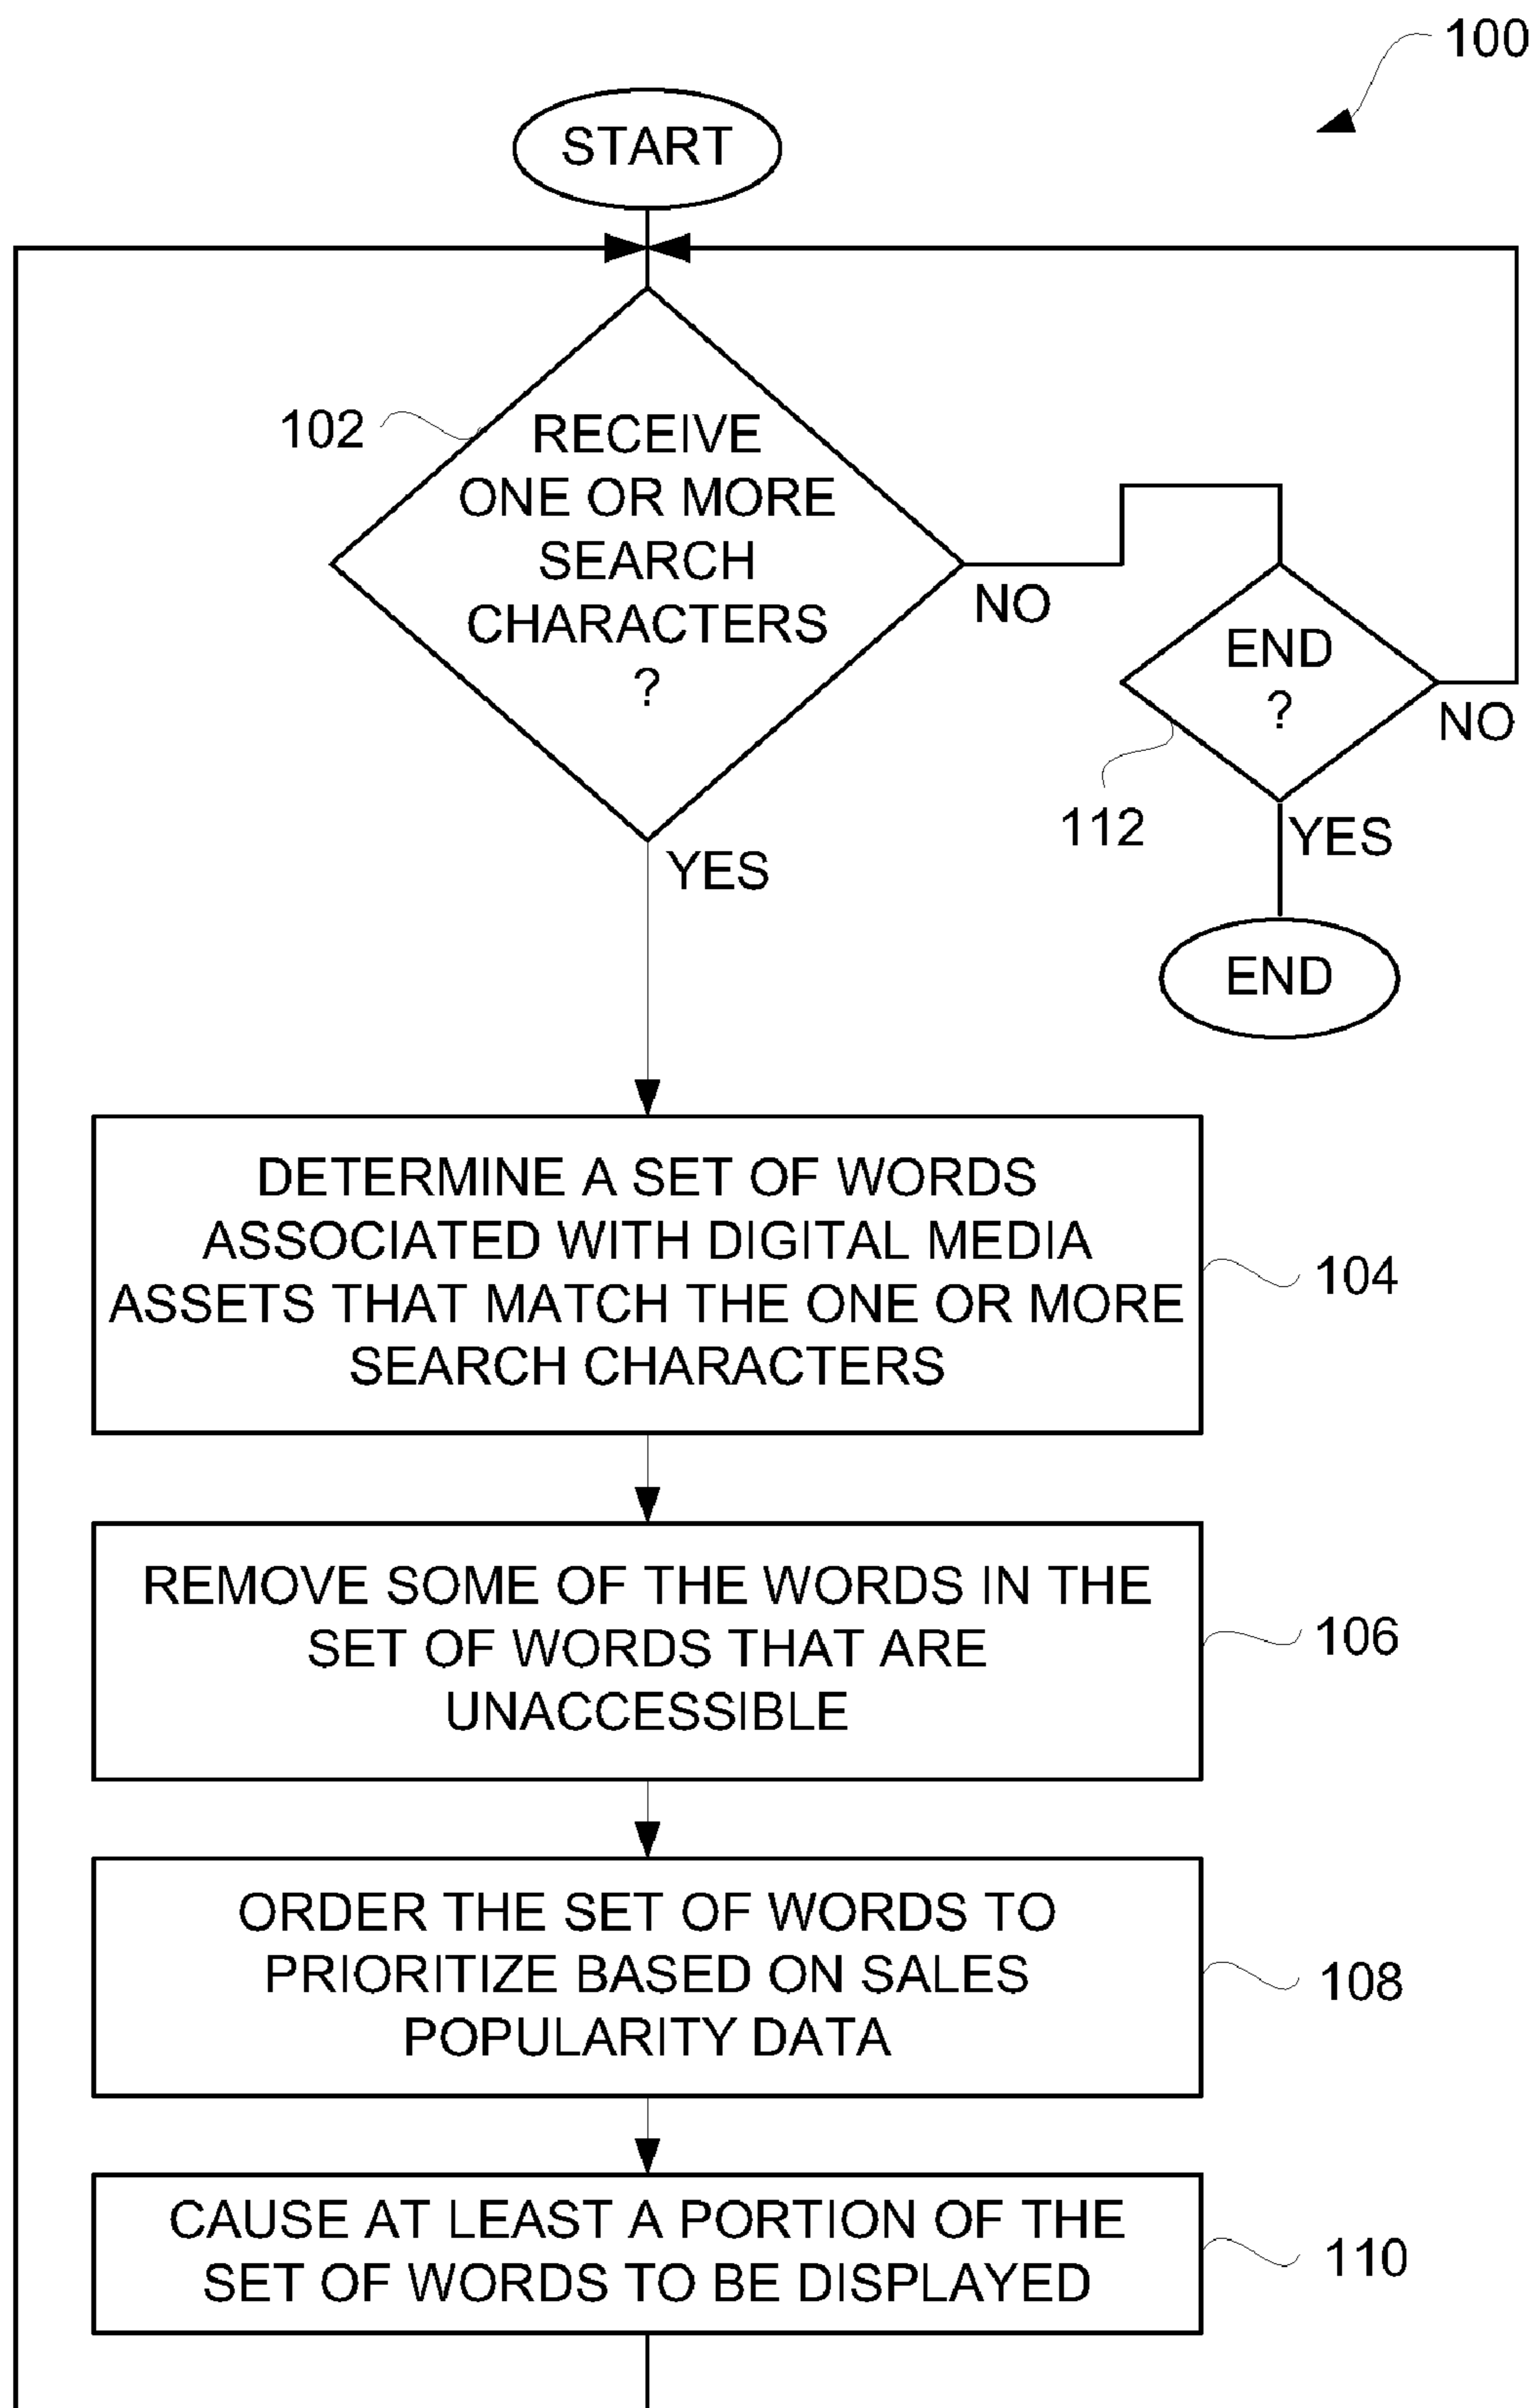 100
START
102
RECEIVE
ONE OR MORE
SEARCH
CHARACTERS
?
NO
END
?
NO
112
YES
YES
END
DETERMINE A SET OF WORDS
ASSOCIATED WITH DIGITAL MEDIA
ASSETS THAT MATCH THE ONE OR MORE
SEARCH CHARACTERS
104
REMOVE SOME OF THE WORDS IN THE
SET OF WORDS THAT ARE
UNACCESSIBLE
106
ORDER THE SET OF WORDS TO
PRIORITIZE BASED ON SALES
POPULARITY DATA
108
CAUSE AT LEAST A PORTION OF THE
SET OF WORDS TO BE DISPLAYED
110